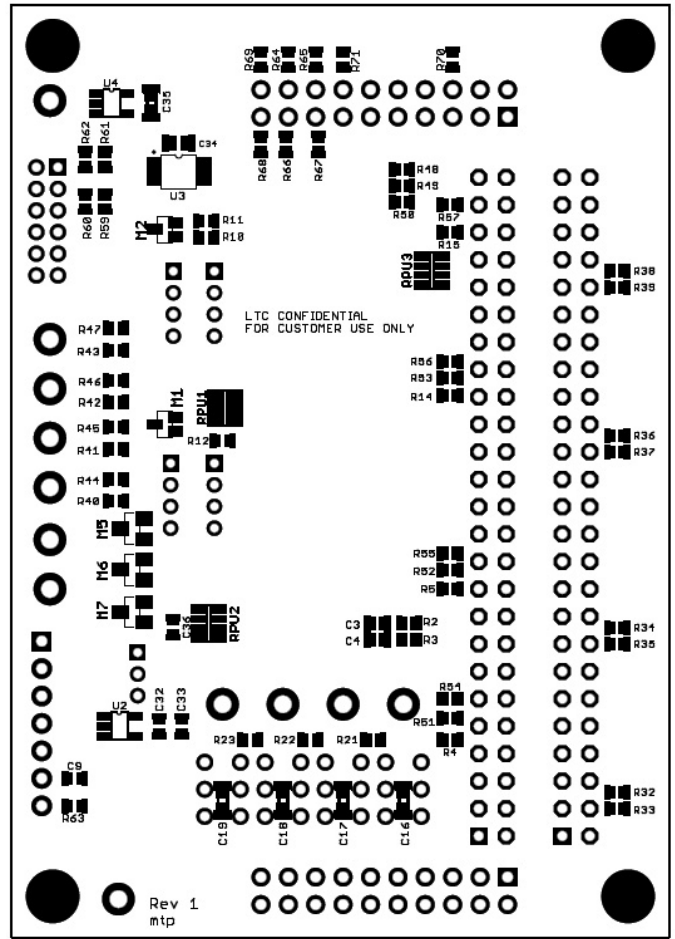 R69
R64
R65
R71
R70
U4
C35
R62
R61
C34
R68
R66
R67
U3
R48
R49
R50
R60
R59
R57
M2
R11
R10
R15
RPU3
R38
R39
LTC CONFIDENTIAL
FOR CUSTOMER USE ONLY
R47
R43
R56
R53
R46
R42
M1
RPU1
R14
R45
R12
R41
R36
R37
R44
R40
M5
M6
R55
R52
R5
M7
C36
RPU2
C3
R2
C4
R3
R34
R35
R54
U2
C32
C33
R51
R23
R22
R21
R4
C9
R63
R32
R33
C19
C18
C17
C16
Rev 1
mtp